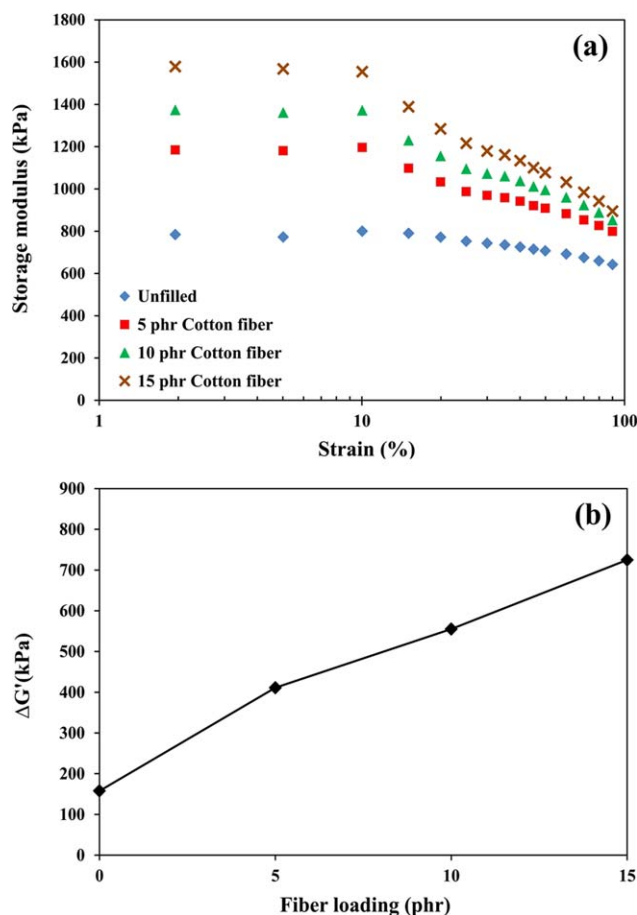 (a)
Storage modulus (kPa)
1800
1600
1400
1200
1000
800
600
400
200
0
Unfilled
5 phr Cotton fiber
10 phr Cotton fiber
15 phr Cotton fiber
1 10 100
Strain (%)
(b)
ΔG'(kPa)
900
800
700
600
500
400
300
200
100
0
0 5 10 15
Fiber loading (phr)